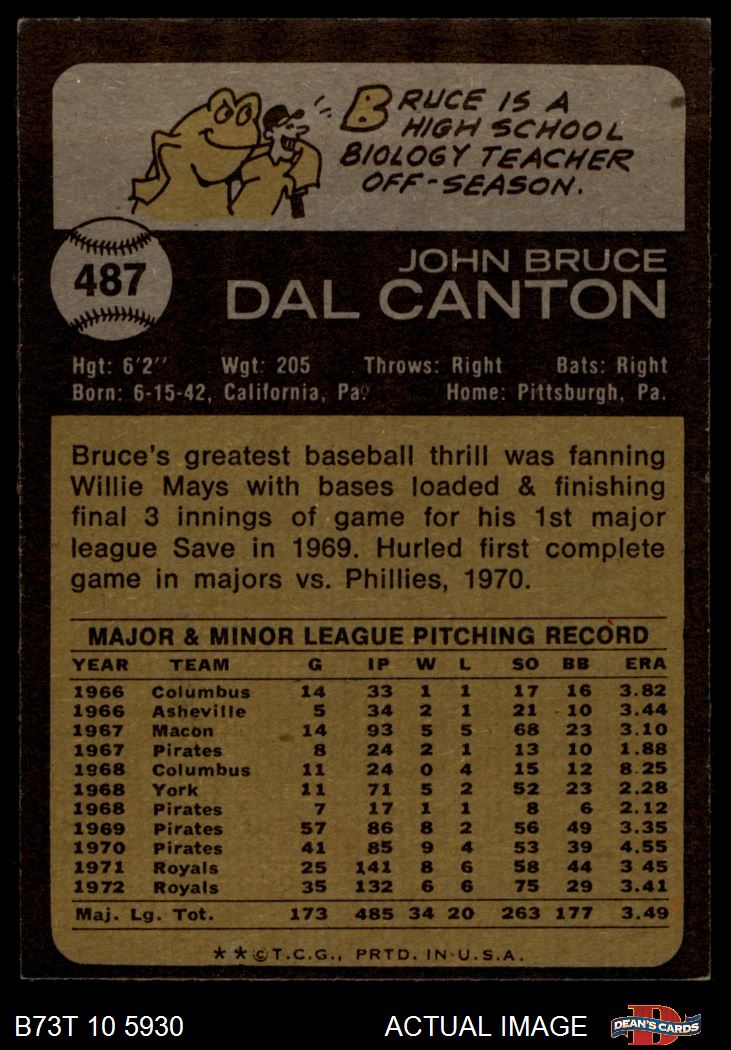 BRUCE IS A
HIGH SCHOOL
BIOLOGY TEACHER
OFF-SEASON.
487
JOHN BRUCE
DAL CANTON
Hgt: 6'2" Wgt: 205 Throws: Right Bats: Right
Born: 6-15-42, California, Pa. Home: Pittsburgh, Pa.
Bruce's greatest baseball thrill was fanning
Willie Mays with bases loaded & finishing
final 3 innings of game for his 1st major
league Save in 1969. Hurled first complete
game in majors vs. Phillies, 1970.
MAJOR & MINOR LEAGUE PITCHING RECORD
YEAR TEAM G IP W L SO BB ERA
1966 Columbus 14 33 1 1 17 16 3.82
1966 Asheville 5 34 2 1 21 10 3.44
1967 Macon 14 93 5 5 68 23 3.10
1967 Pirates 8 24 2 1 13 10 1.88
1968 Columbus 11 24 0 4 15 12 8.25
1968 York 11 71 5 2 52 23 2.28
1968 Pirates 7 17 1 1 8 6 2.12
1969 Pirates 57 86 8 2 56 49 3.35
1970 Pirates 41 85 9 4 53 39 4.55
1971 Royals 25 141 8 6 58 44 3.45
1972 Royals 35 132 6 6 75 29 3.41
Maj. Lg. Tot. 173 485 34 20 263 177 3.49
**©T.C.G., PRTD. IN U.S.A.
B73T 10 5930 ACTUAL IMAGE
D
DEAN'S CARDS